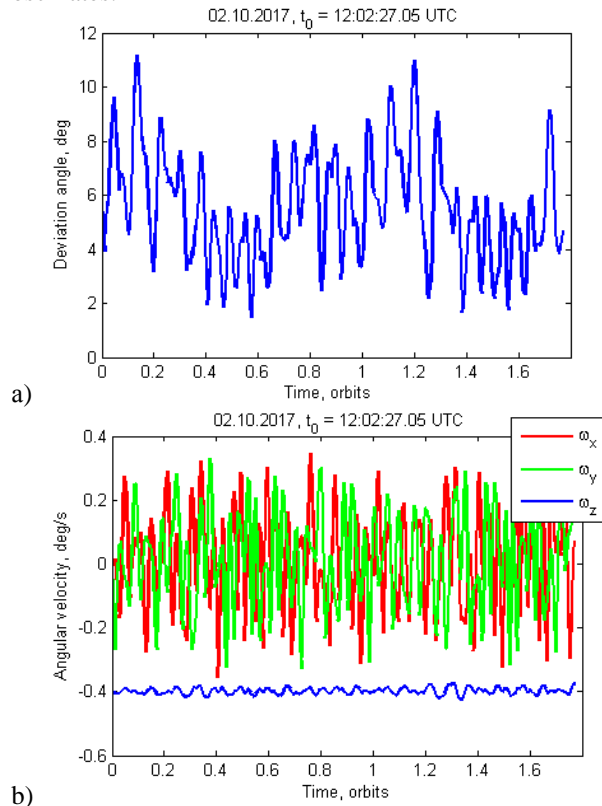 02.10.2017, t₀ = 12:02:27.05 UTC
12
10
8
6
4
2
0
Deviation angle, deg
0 0.2 0.4 0.6 0.8 1 1.2 1.4 1.6
Time, orbits
a)
02.10.2017, t₀ = 12:02:27.05 UTC
ωₓ
ω_y
ω_z
0.4
0.2
0
-0.2
-0.4
-0.6
Angular velocity, deg/s
0 0.2 0.4 0.6 0.8 1 1.2 1.4 1.6
Time, orbits
b)